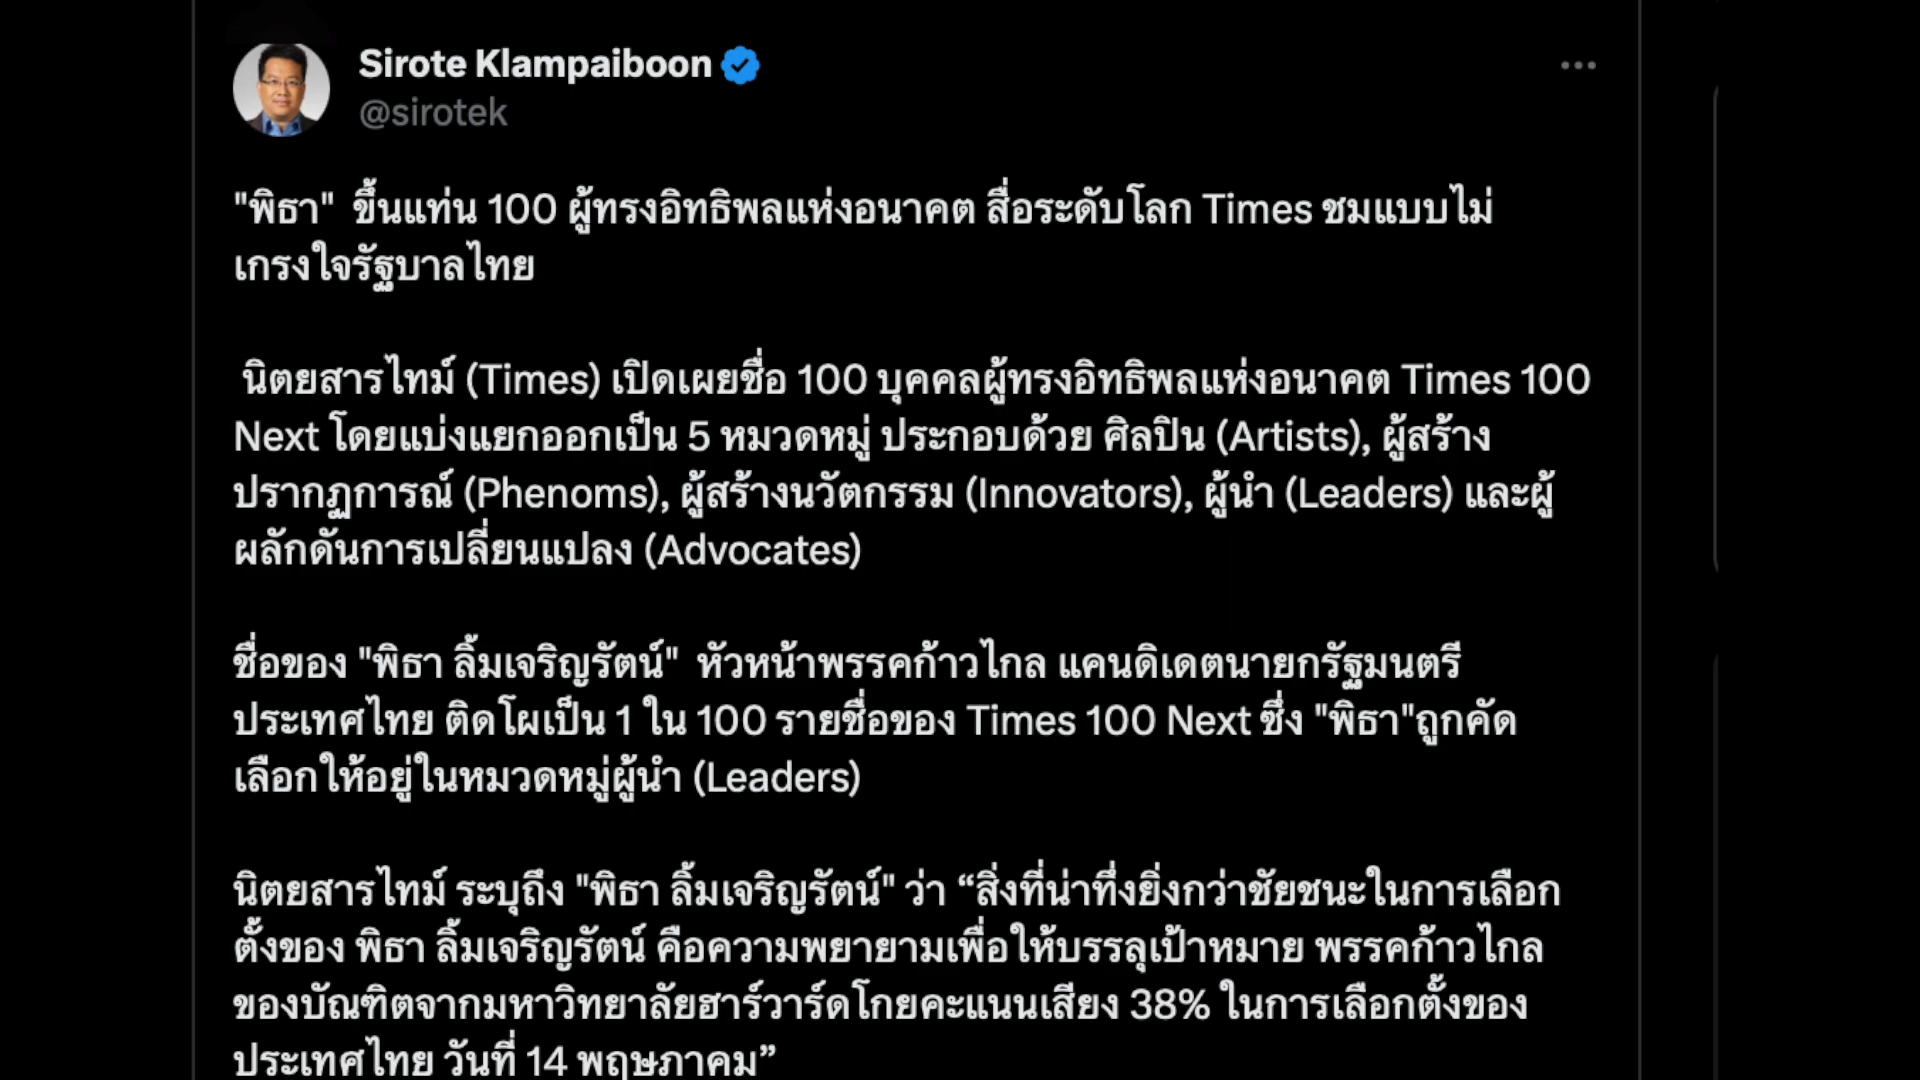 Sirote Klampaiboon
@sirotek
"พิธา"  ขึ้นแท่น 100 ผู้ทรงอิทธิพลแห่งอนาคต สื่อระดับโลก Times ชมแบบไม่
เกรงใจรัฐบาลไทย
นิตยสารไทม์ (Times) เปิดเผยชื่อ 100 บุคคลผู้ทรงอิทธิพลแห่งอนาคต Times 100
Next โดยแบ่งแยกออกเป็น 5 หมวดหมู่ ประกอบด้วย ศิลปิน (Artists), ผู้สร้าง
ปรากฏการณ์ (Phenoms), ผู้สร้างนวัตกรรม (Innovators), ผู้นำ (Leaders) และผู้
ผลักดันการเปลี่ยนแปลง (Advocates)
ชื่อของ "พิธา ลิ้มเจริญรัตน์"  หัวหน้าพรรคก้าวไกล แคนดิเดตนายกรัฐมนตรี
ประเทศไทย ติดโผเป็น 1 ใน 100 รายชื่อของ Times 100 Next ซึ่ง "พิธา"ถูกคัด
เลือกให้อยู่ในหมวดหมู่ผู้นำ (Leaders)
นิตยสารไทม์ ระบุถึง "พิธา ลิ้มเจริญรัตน์" ว่า “สิ่งที่น่าทึ่งยิ่งกว่าชัยชนะในการเลือก
ตั้งของ พิธา ลิ้มเจริญรัตน์ คือความพยายามเพื่อให้บรรลุเป้าหมาย พรรคก้าวไกล
ของบัณฑิตจากมหาวิทยาลัยฮาร์วาร์ดโกยคะแนนเสียง 38% ในการเลือกตั้งของ
ประเทศไทย วันที่ 14 พฤษภาคม”